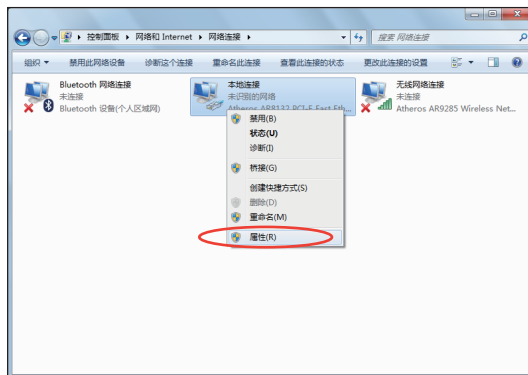 控制面板 ▸ 网络和 Internet ▸ 网络连接 ▸
搜索 网络连接
组织 禁用此网络设备 诊断这个连接 重命名此连接 查看此连接的状态 更改此连接的设置
Bluetooth 网络连接
未连接
Bluetooth 设备(个人区域网)
本地连接
未识别的网络
Atheros AR8132 PCI-E Fast Eth...
无线网络连接
未连接
Atheros AR9285 Wireless Net...
禁用(B)
状态(U)
诊断(I)
桥接(G)
创建快捷方式(S)
删除(D)
重命名(M)
属性(R)